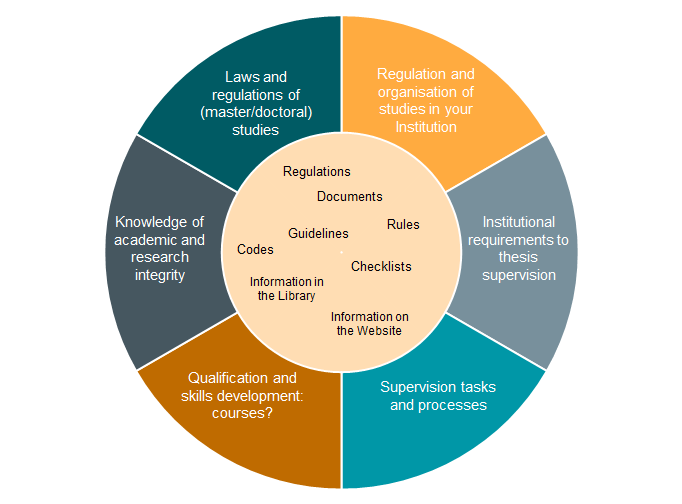 Laws and
regulations of
(master/doctoral)
studies
Regulation and
organisation of
studies in your
Institution
Institutional
requirements to
thesis
supervision
Supervision tasks
and processes
Qualification and
skills development:
courses?
Knowledge of
academic and
research
integrity
Regulations
Documents
Rules
Guidelines
Codes
Checklists
Information in
the Library
Information on
the Website